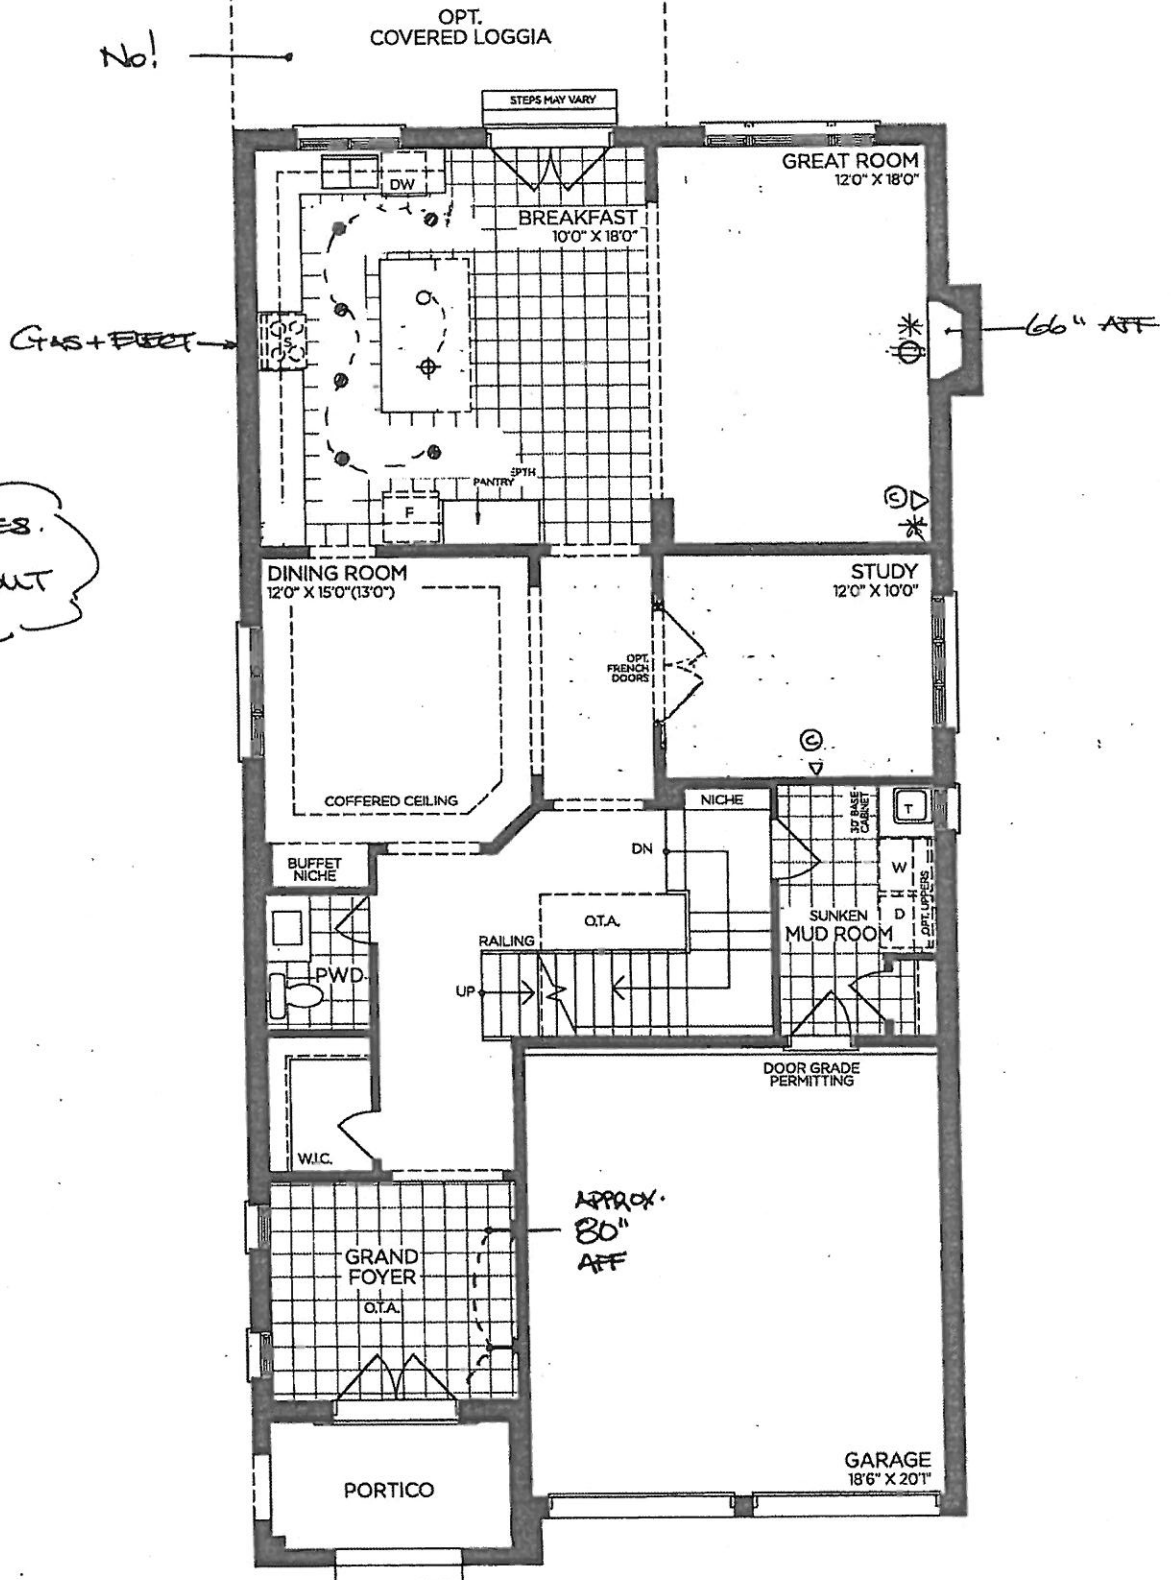 OPT.
COVERED LOGGIA
No!
STEPS MAY VARY
GREAT ROOM
12'0" X 18'0"
DW
BREAKFAST
10'0" X 18'0"
GAS + ELECT
S
66" AFF
PTH
PANTRY
F
C
ES.
OUT
DINING ROOM
12'0" X 15'0"(13'0")
STUDY
12'0" X 10'0"
OPT.
FRENCH
DOORS
C
COFFERED CEILING
NICHE
30" BASE
CABINET
T
BUFFET
NICHE
DN
W
D
OPT. UPPERS
O.T.A.
SUNKEN
MUD ROOM
RAILING
PWD
UP
DOOR GRADE
PERMITTING
W.I.C.
APPROX.
80"
AFF
GRAND
FOYER
O.T.A.
GARAGE
18'6" X 20'1"
PORTICO